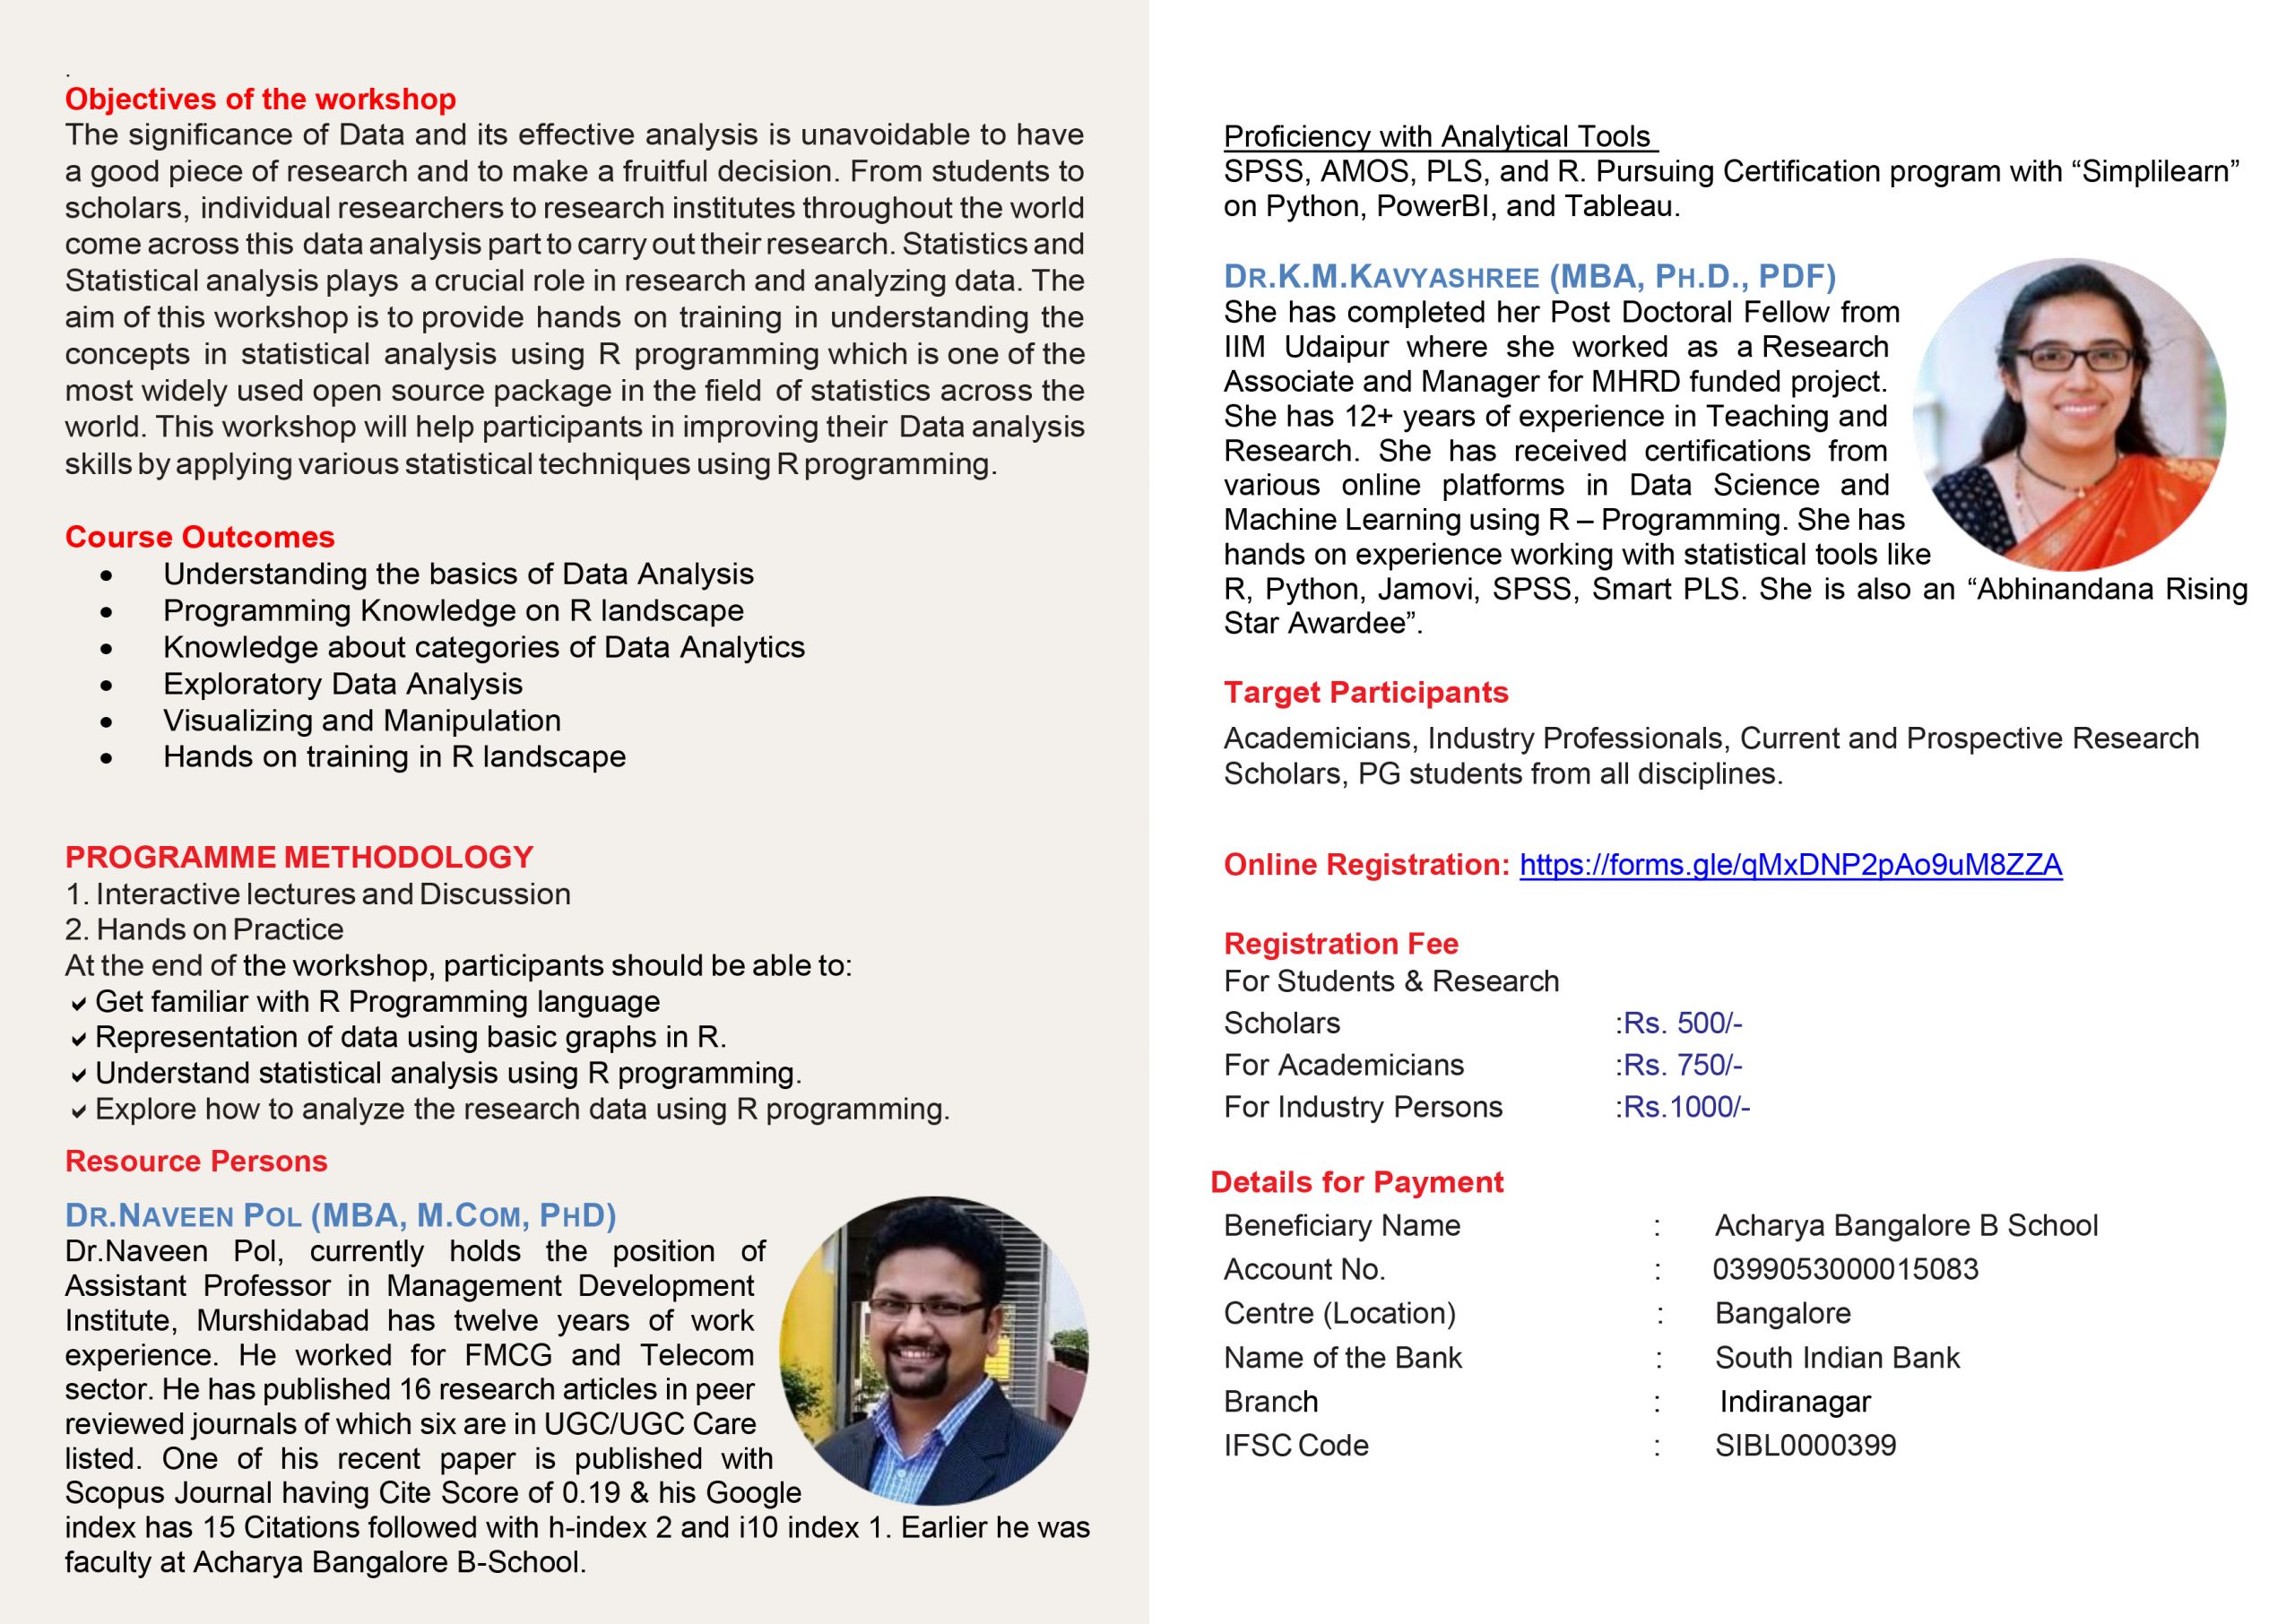 .
Objectives of the workshop
The significance of Data and its effective analysis is unavoidable to have
a good piece of research and to make a fruitful decision. From students to
scholars, individual researchers to research institutes throughout the world
come across this data analysis part to carry out their research. Statistics and
Statistical analysis plays a crucial role in research and analyzing data. The
aim of this workshop is to provide hands on training in understanding the
concepts in statistical analysis using R programming which is one of the
most widely used open source package in the field of statistics across the
world. This workshop will help participants in improving their Data analysis
skills by applying various statistical techniques using R programming.
Course Outcomes
• Understanding the basics of Data Analysis
• Programming Knowledge on R landscape
• Knowledge about categories of Data Analytics
• Exploratory Data Analysis
• Visualizing and Manipulation
• Hands on training in R landscape
PROGRAMME METHODOLOGY
1. Interactive lectures and Discussion
2. Hands on Practice
At the end of the workshop, participants should be able to:
✓ Get familiar with R Programming language
✓ Representation of data using basic graphs in R.
✓ Understand statistical analysis using R programming.
✓ Explore how to analyze the research data using R programming.
Resource Persons
DR.NAVEEN POL (MBA, M.COM, PHD)
Dr.Naveen Pol, currently holds the position of
Assistant Professor in Management Development
Institute, Murshidabad has twelve years of work
experience. He worked for FMCG and Telecom
sector. He has published 16 research articles in peer
reviewed journals of which six are in UGC/UGC Care
listed. One of his recent paper is published with
Scopus Journal having Cite Score of 0.19 & his Google
index has 15 Citations followed with h-index 2 and i10 index 1. Earlier he was
faculty at Acharya Bangalore B-School.
Proficiency with Analytical Tools
SPSS, AMOS, PLS, and R. Pursuing Certification program with “Simplilearn”
on Python, PowerBI, and Tableau.
DR.K.M.KAVYASHREE (MBA, PH.D., PDF)
She has completed her Post Doctoral Fellow from
IIM Udaipur where she worked as a Research
Associate and Manager for MHRD funded project.
She has 12+ years of experience in Teaching and
Research. She has received certifications from
various online platforms in Data Science and
Machine Learning using R – Programming. She has
hands on experience working with statistical tools like
R, Python, Jamovi, SPSS, Smart PLS. She is also an “Abhinandana Rising
Star Awardee”.
Target Participants
Academicians, Industry Professionals, Current and Prospective Research
Scholars, PG students from all disciplines.
Online Registration: https://forms.gle/qMxDNP2pAo9uM8ZZA
Registration Fee
For Students & Research
Scholars :Rs. 500/-
For Academicians :Rs. 750/-
For Industry Persons :Rs.1000/-
Details for Payment
Beneficiary Name : Acharya Bangalore B School
Account No. : 0399053000015083
Centre (Location) : Bangalore
Name of the Bank : South Indian Bank
Branch : Indiranagar
IFSC Code : SIBL0000399